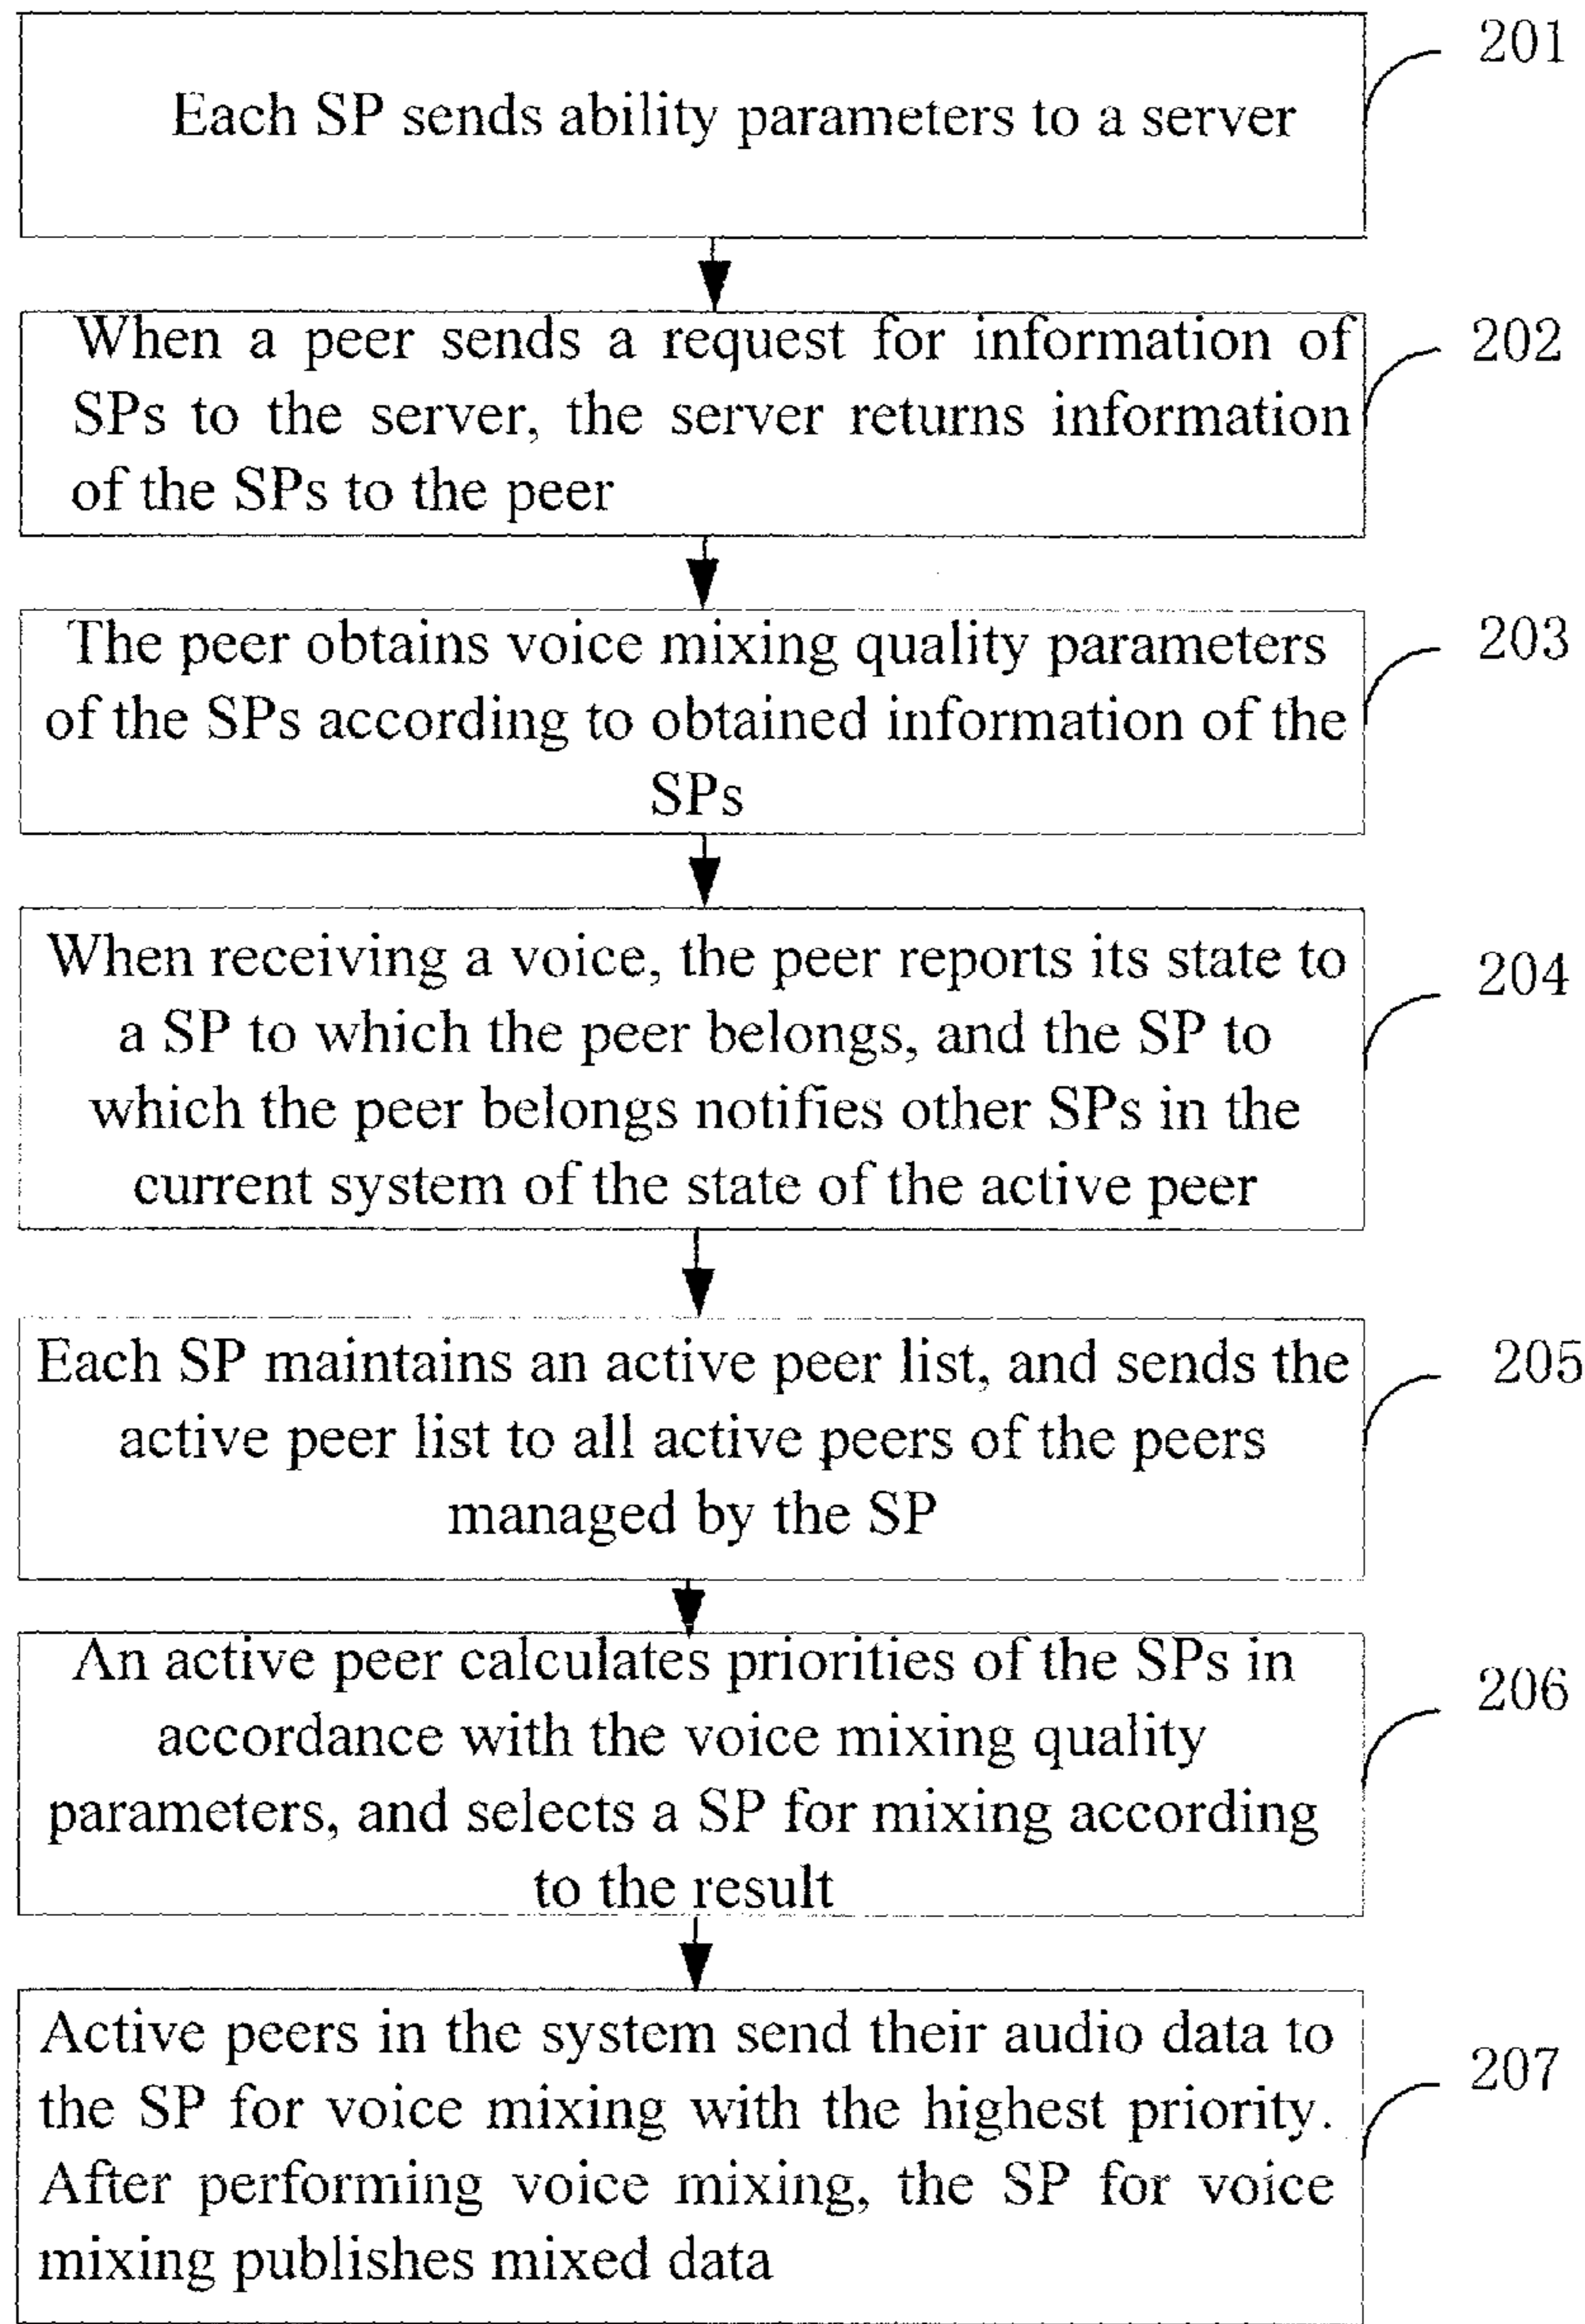 Each SP sends ability parameters to a server
201
When a peer sends a request for information of
SPs to the server, the server returns information
of the SPs to the peer
202
The peer obtains voice mixing quality parameters
of the SPs according to obtained information of the
SPs
203
When receiving a voice, the peer reports its state to
a SP to which the peer belongs, and the SP to
which the peer belongs notifies other SPs in the
current system of the state of the active peer
204
Each SP maintains an active peer list, and sends the
active peer list to all active peers of the peers
managed by the SP
205
An active peer calculates priorities of the SPs in
accordance with the voice mixing quality
parameters, and selects a SP for mixing according
to the result
206
Active peers in the system send their audio data to
the SP for voice mixing with the highest priority.
After performing voice mixing, the SP for voice
mixing publishes mixed data
207